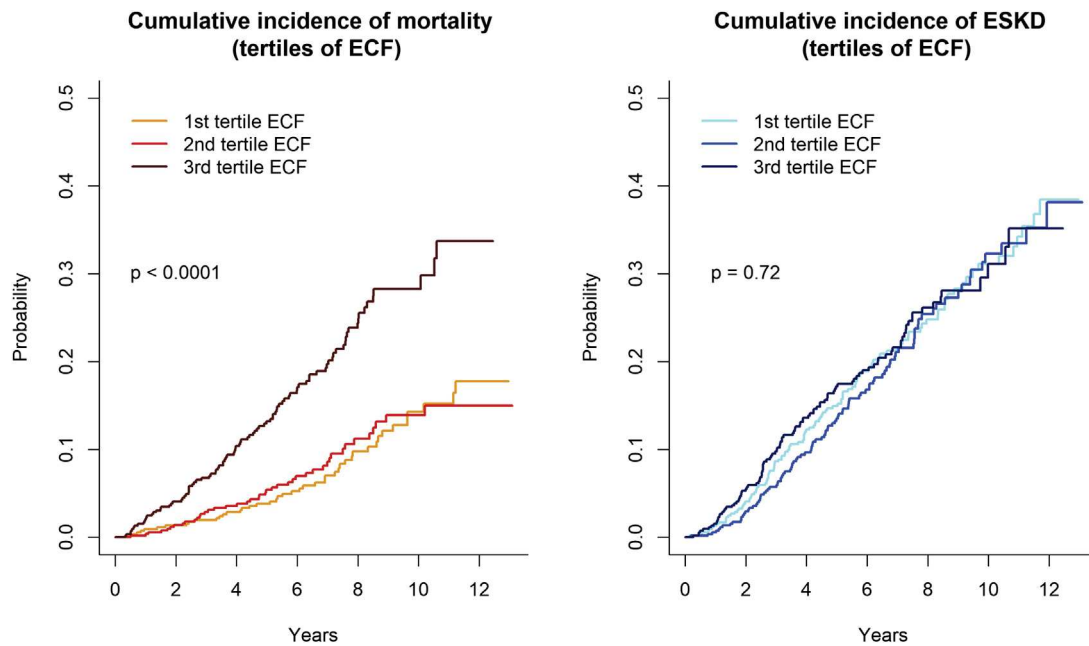 Cumulative incidence of mortality
(tertiles of ECF)
0.5
0.4
0.3
0.2
0.1
0.0
Probability
1st tertile ECF
2nd tertile ECF
3rd tertile ECF
p < 0.0001
0 2 4 6 8 10 12
Years
Cumulative incidence of ESKD
(tertiles of ECF)
0.5
0.4
0.3
0.2
0.1
0.0
Probability
1st tertile ECF
2nd tertile ECF
3rd tertile ECF
p = 0.72
0 2 4 6 8 10 12
Years